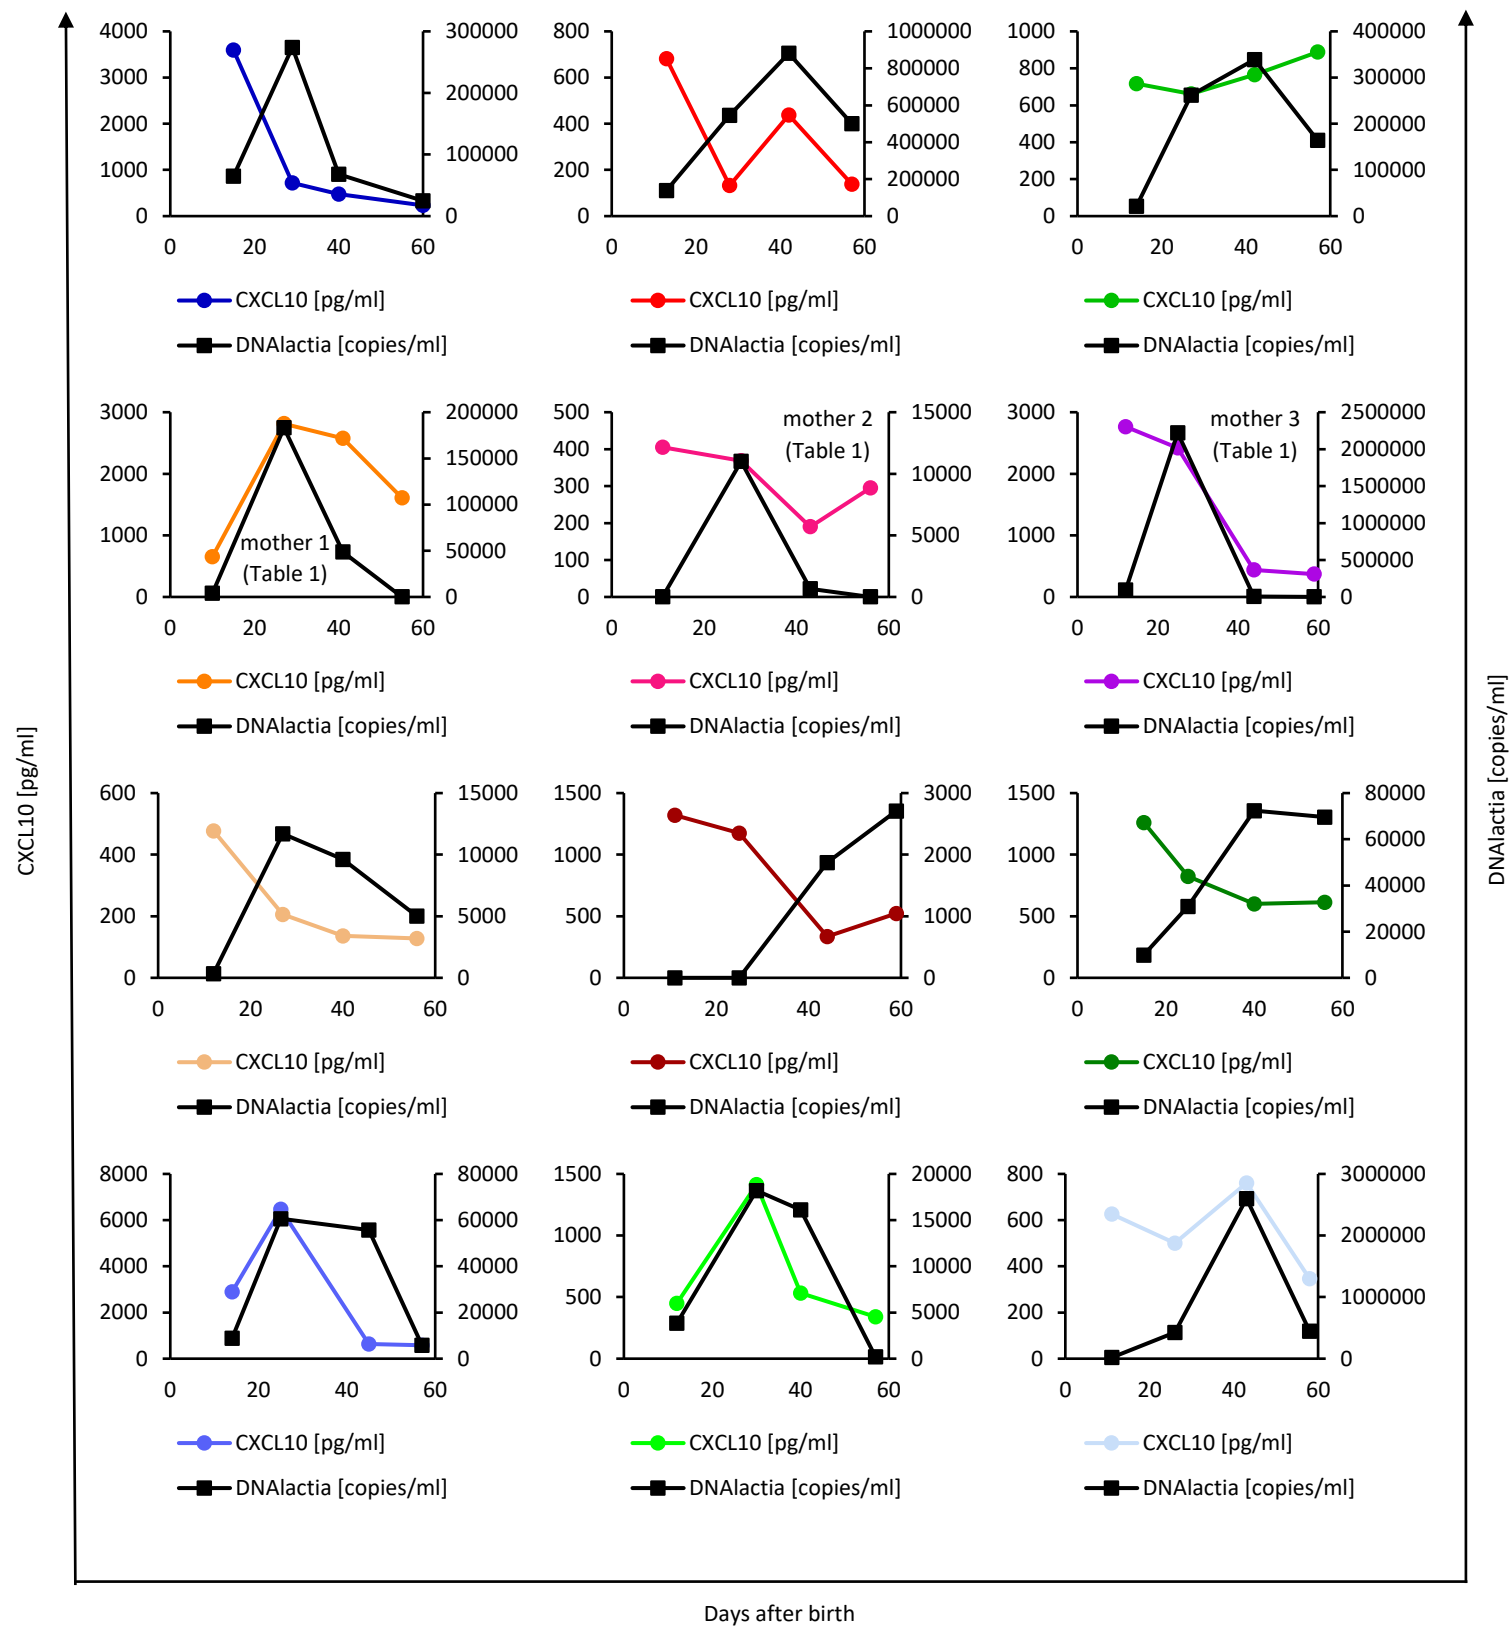 4000 300000 800 1000000 1000 400000
3000 200000 600 800000 800 300000
2000 100000 400 600000 600 200000
1000 0 200 400000 400 100000
0 0 200000 200 0
0 0
0 20 40 60 0 20 40 60 0 20 40 60
CXCL10 [pg/ml] CXCL10 [pg/ml] CXCL10 [pg/ml]
DNAlactia [copies/ml] DNAlactia [copies/ml] DNAlactia [copies/ml]
3000 200000 500 15000 3000 2500000
2000 150000 400 10000 2000 2000000
1000 100000 300 5000 1000 1500000
0 50000 200 0 0 1000000
0 100 500000
0 0
mother 1
(Table 1)
mother 2
(Table 1)
mother 3
(Table 1)
0 20 40 60 0 20 40 60 0 20 40 60
CXCL10 [pg/ml] CXCL10 [pg/ml] CXCL10 [pg/ml]
DNAlactia [copies/ml] DNAlactia [copies/ml] DNAlactia [copies/ml]
CXCL10 [pg/ml]
DNAlactia [copies/ml]
600 15000 1500 3000 1500 80000
400 10000 1000 2000 1000 60000
200 5000 500 1000 500 40000
0 0 0 0 0 20000
0
0 20 40 60 0 20 40 60 0 20 40 60
CXCL10 [pg/ml] CXCL10 [pg/ml] CXCL10 [pg/ml]
DNAlactia [copies/ml] DNAlactia [copies/ml] DNAlactia [copies/ml]
8000 80000 1500 20000 800 3000000
6000 60000 1000 15000 600 2000000
4000 40000 500 10000 400 1000000
2000 20000 0 5000 200 0
0 0 0 0
0 20 40 60 0 20 40 60 0 20 40 60
CXCL10 [pg/ml] CXCL10 [pg/ml] CXCL10 [pg/ml]
DNAlactia [copies/ml] DNAlactia [copies/ml] DNAlactia [copies/ml]
Days after birth